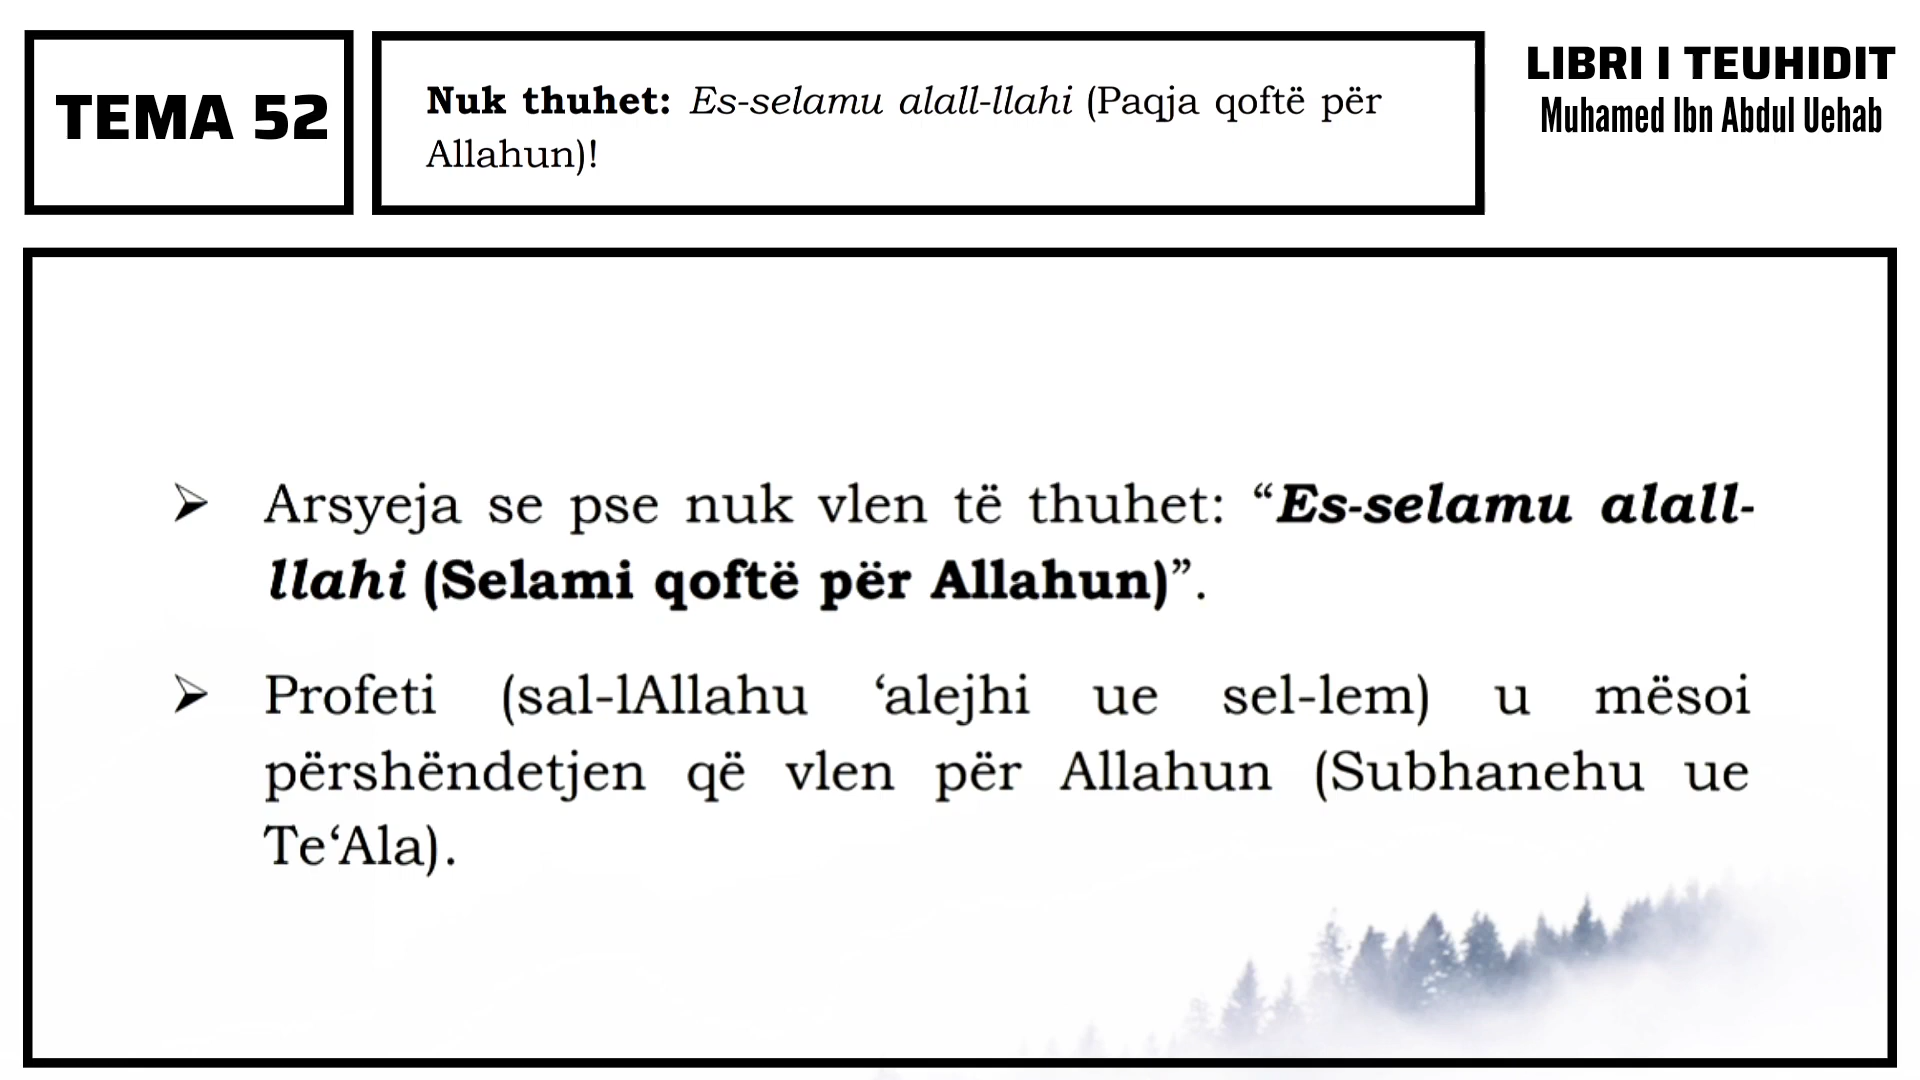 TEMA 52
Nuk thuhet: Es-selamu alall-llahi (Paqja qoftë për
Allahun)!
LIBRI I TEUHIDIT
Muhamed Ibn Abdul Uehab
➢ Arsyeja se pse nuk vlen të thuhet: “Es-selamu alall-
llahi (Selami qoftë për Allahun)”.
➢ Profeti (sal-lAllahu ‘alejhi ue sel-lem) u mësoi
përshëndetjen që vlen për Allahun (Subhanehu ue
Te‘Ala).